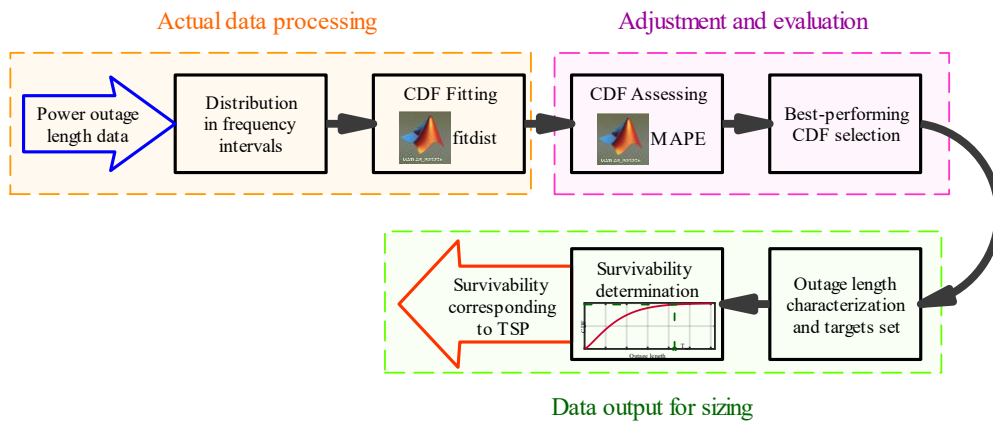 Actual data processing
Adjustment and evaluation
Power outage
length data
Distribution
in frequency
intervals
CDF Fitting
fitdist
CDF Assessing
MAPE
Best-performing
CDF selection
Survivability
corresponding
to TSP
Survivability
determination
CDF
Outage length
Outage length
characterization
and targets set
Data output for sizing